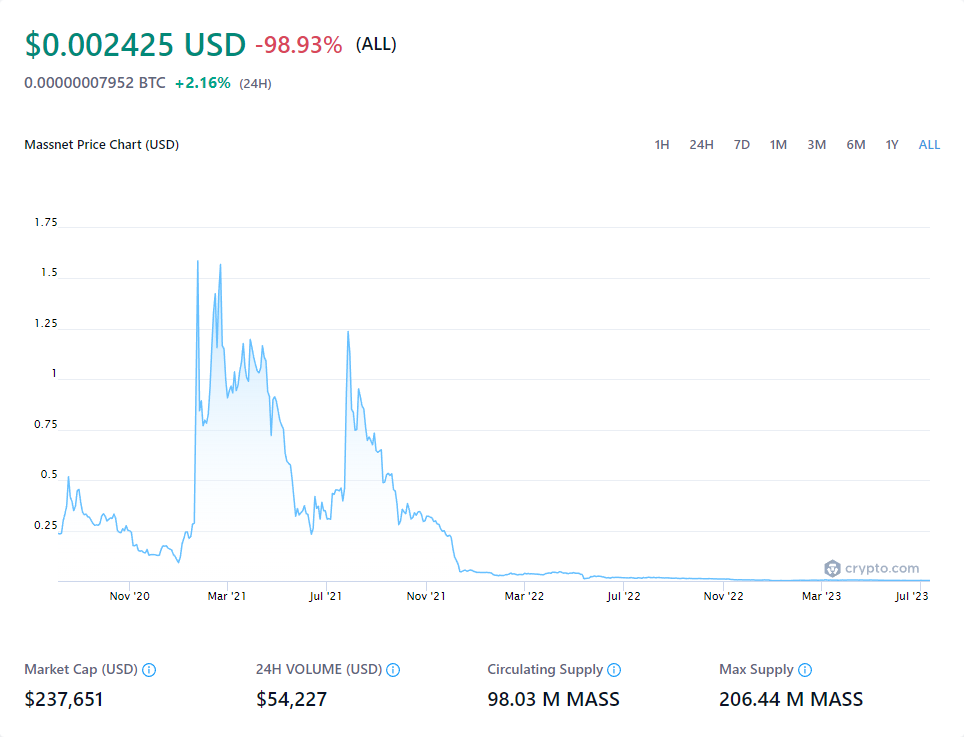 $0.002425 USD -98.93% (ALL)
0.00000007952 BTC +2.16% (24H)
Massnet Price Chart (USD) 1H 24H 7D 1M 3M 6M 1Y ALL
1.75
1.5
1.25
1
0.75
0.5
0.25
crypto.com
Nov '20 Mar '21 Jul '21 Nov '21 Mar '22 Jul '22 Nov '22 Mar '23 Jul '23
Market Cap (USD) 24H VOLUME (USD) Circulating Supply Max Supply
$237,651 $54,227 98.03 M MASS 206.44 M MASS